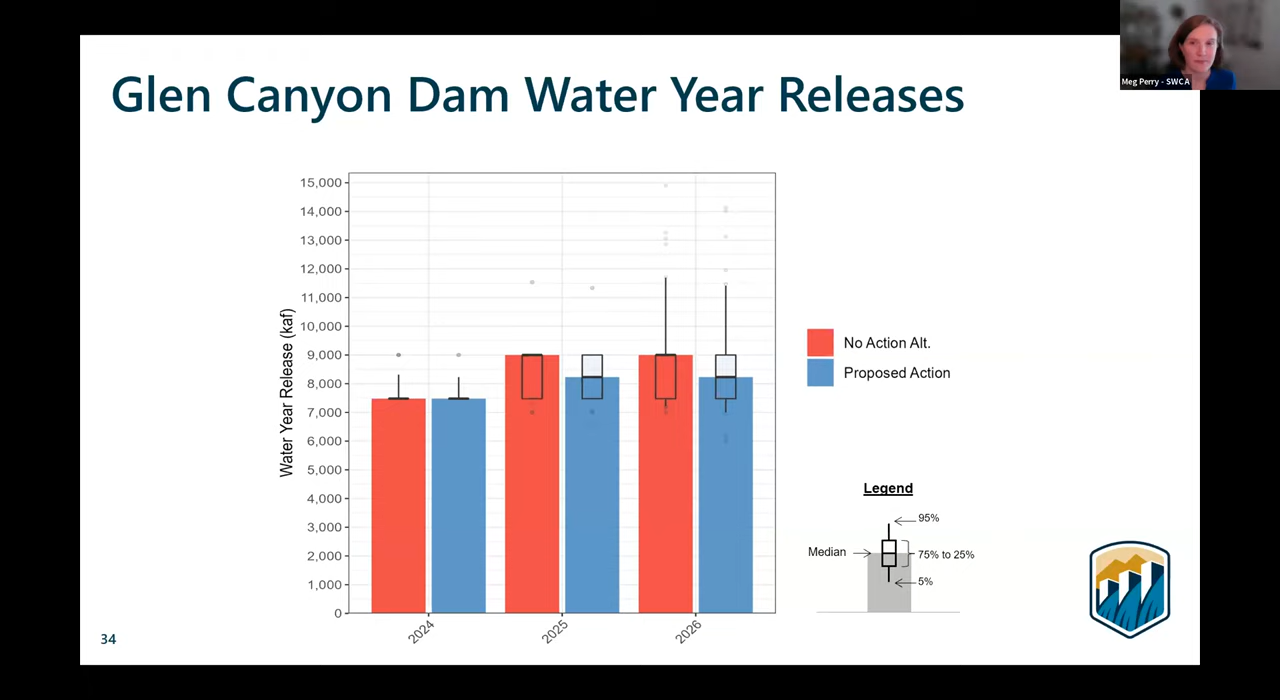 Meg Perry - SWCA
Glen Canyon Dam Water Year Releases
Water Year Release (kaf)
15,000
14,000
13,000
12,000
11,000
10,000
9,000
8,000
7,000
6,000
5,000
4,000
3,000
2,000
1,000
0
2024
2025
2026
No Action Alt.
Proposed Action
Legend
95%
Median
75% to 25%
5%
34